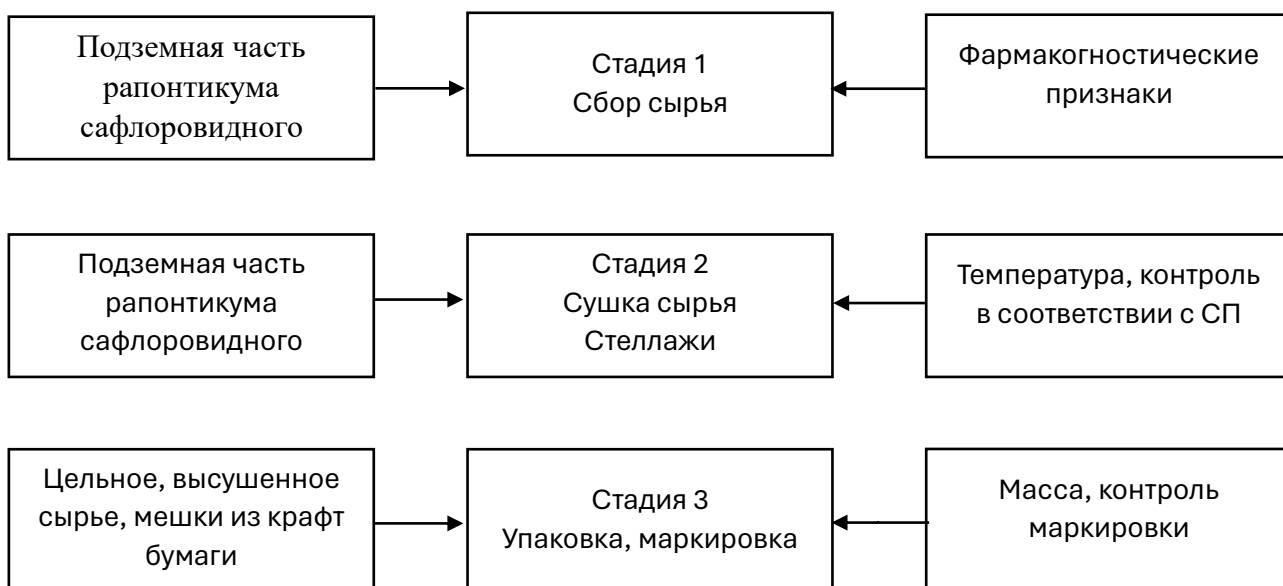 Подземная часть
рапонтикума
сафлоровидного
Стадия 1
Сбор сырья
Фармакогностические
признаки
Подземная часть
рапонтикума
сафлоровидного
Стадия 2
Сушка сырья
Стеллажи
Температура, контроль
в соответствии с СП
Цельное, высушенное
сырье, мешки из крафт
бумаги
Стадия 3
Упаковка, маркировка
Масса, контроль
маркировки